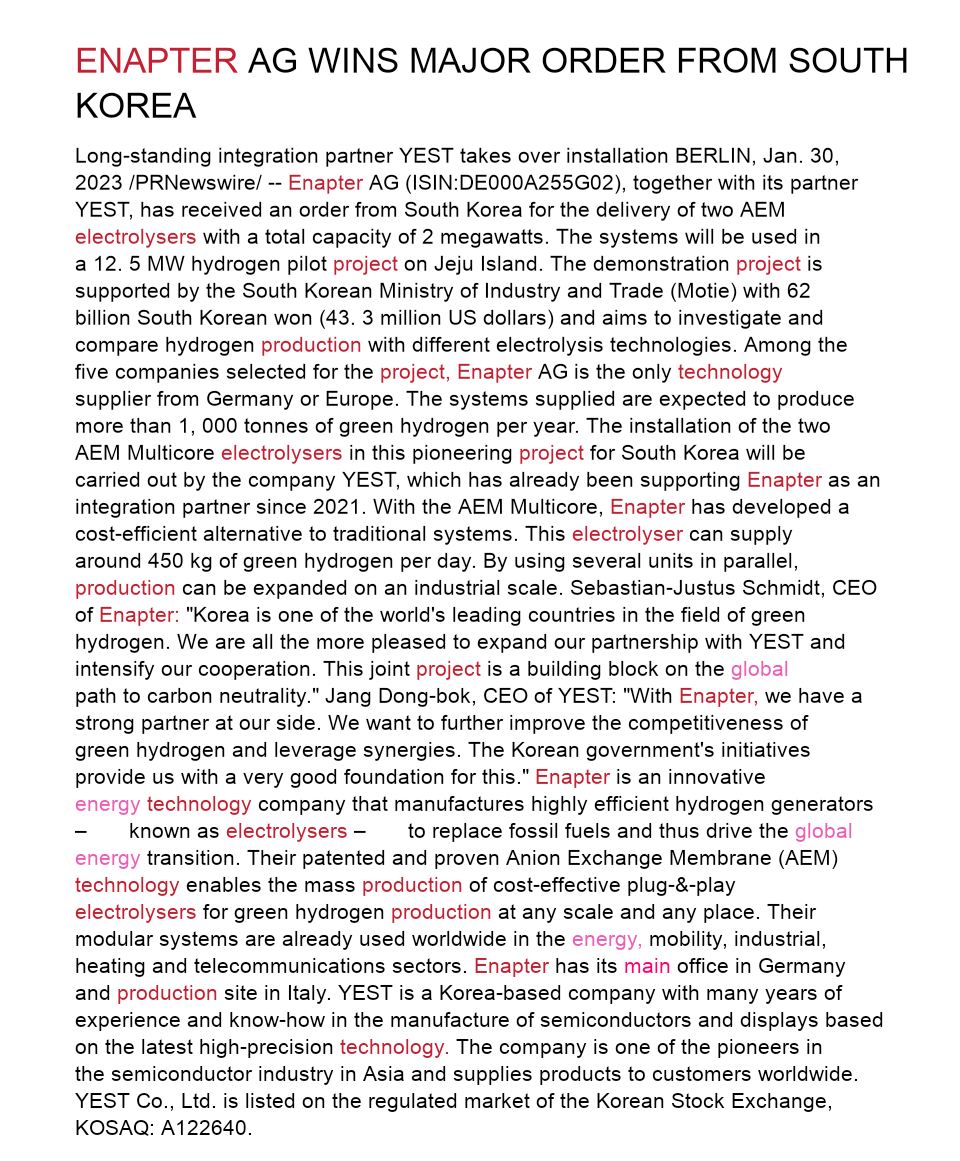 ENAPTER AG WINS MAJOR ORDER FROM SOUTH
KOREA
Long-standing integration partner YEST takes over installation BERLIN, Jan. 30,
2023 /PRNewswire/ -- Enapter AG (ISIN:DE000A255G02), together with its partner
YEST, has received an order from South Korea for the delivery of two AEM
electrolysers with a total capacity of 2 megawatts. The systems will be used in
a 12. 5 MW hydrogen pilot project on Jeju Island. The demonstration project is
supported by the South Korean Ministry of Industry and Trade (Motie) with 62
billion South Korean won (43. 3 million US dollars) and aims to investigate and
compare hydrogen production with different electrolysis technologies. Among the
five companies selected for the project, Enapter AG is the only technology
supplier from Germany or Europe. The systems supplied are expected to produce
more than 1, 000 tonnes of green hydrogen per year. The installation of the two
AEM Multicore electrolysers in this pioneering project for South Korea will be
carried out by the company YEST, which has already been supporting Enapter as an
integration partner since 2021. With the AEM Multicore, Enapter has developed a
cost-efficient alternative to traditional systems. This electrolyser can supply
around 450 kg of green hydrogen per day. By using several units in parallel,
production can be expanded on an industrial scale. Sebastian-Justus Schmidt, CEO
of Enapter: "Korea is one of the world's leading countries in the field of green
hydrogen. We are all the more pleased to expand our partnership with YEST and
intensify our cooperation. This joint project is a building block on the global
path to carbon neutrality." Jang Dong-bok, CEO of YEST: "With Enapter, we have a
strong partner at our side. We want to further improve the competitiveness of
green hydrogen and leverage synergies. The Korean government's initiatives
provide us with a very good foundation for this." Enapter is an innovative
energy technology company that manufactures highly efficient hydrogen generators
– known as electrolysers – to replace fossil fuels and thus drive the global
energy transition. Their patented and proven Anion Exchange Membrane (AEM)
technology enables the mass production of cost-effective plug-&-play
electrolysers for green hydrogen production at any scale and any place. Their
modular systems are already used worldwide in the energy, mobility, industrial,
heating and telecommunications sectors. Enapter has its main office in Germany
and production site in Italy. YEST is a Korea-based company with many years of
experience and know-how in the manufacture of semiconductors and displays based
on the latest high-precision technology. The company is one of the pioneers in
the semiconductor industry in Asia and supplies products to customers worldwide.
YEST Co., Ltd. is listed on the regulated market of the Korean Stock Exchange,
KOSAQ: A122640.